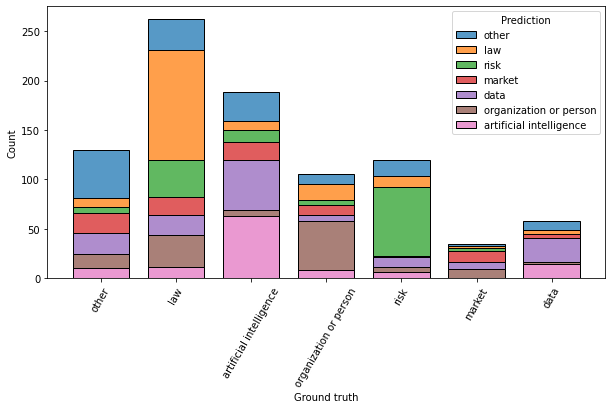 Prediction
other
law
risk
market
data
organization or person
artificial intelligence
250
200
150
100
50
0
Count
other
law
artificial intelligence
organization or person
risk
market
data
Ground truth